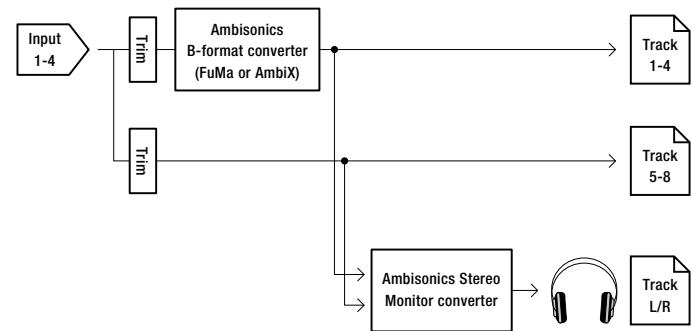 Input
1-4
Trim
Ambisonics
B-format converter
(FuMa or AmbiX)
Track
1-4
Trim
Track
5-8
Ambisonics Stereo
Monitor converter
Track
L/R